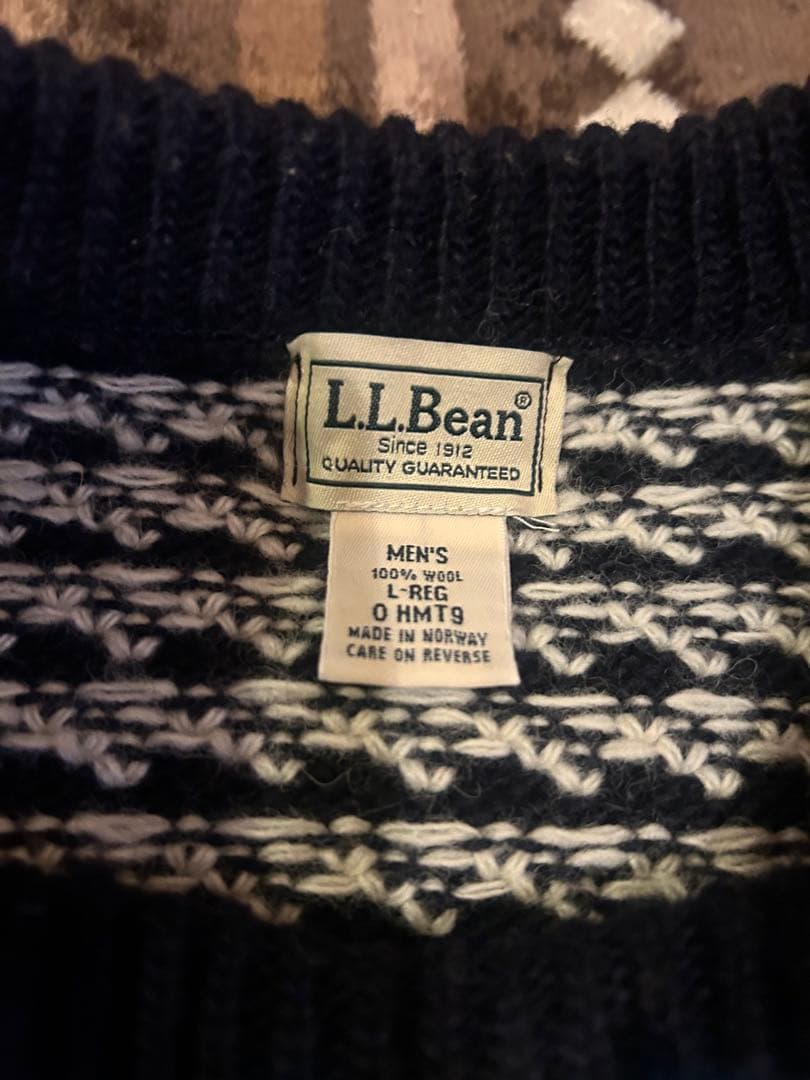 L.L.Bean®
Since 1912
QUALITY GUARANTEED
MEN'S
100% WOOL
L-REG
0 HMT9
MADE IN NORWAY
CARE ON REVERSE